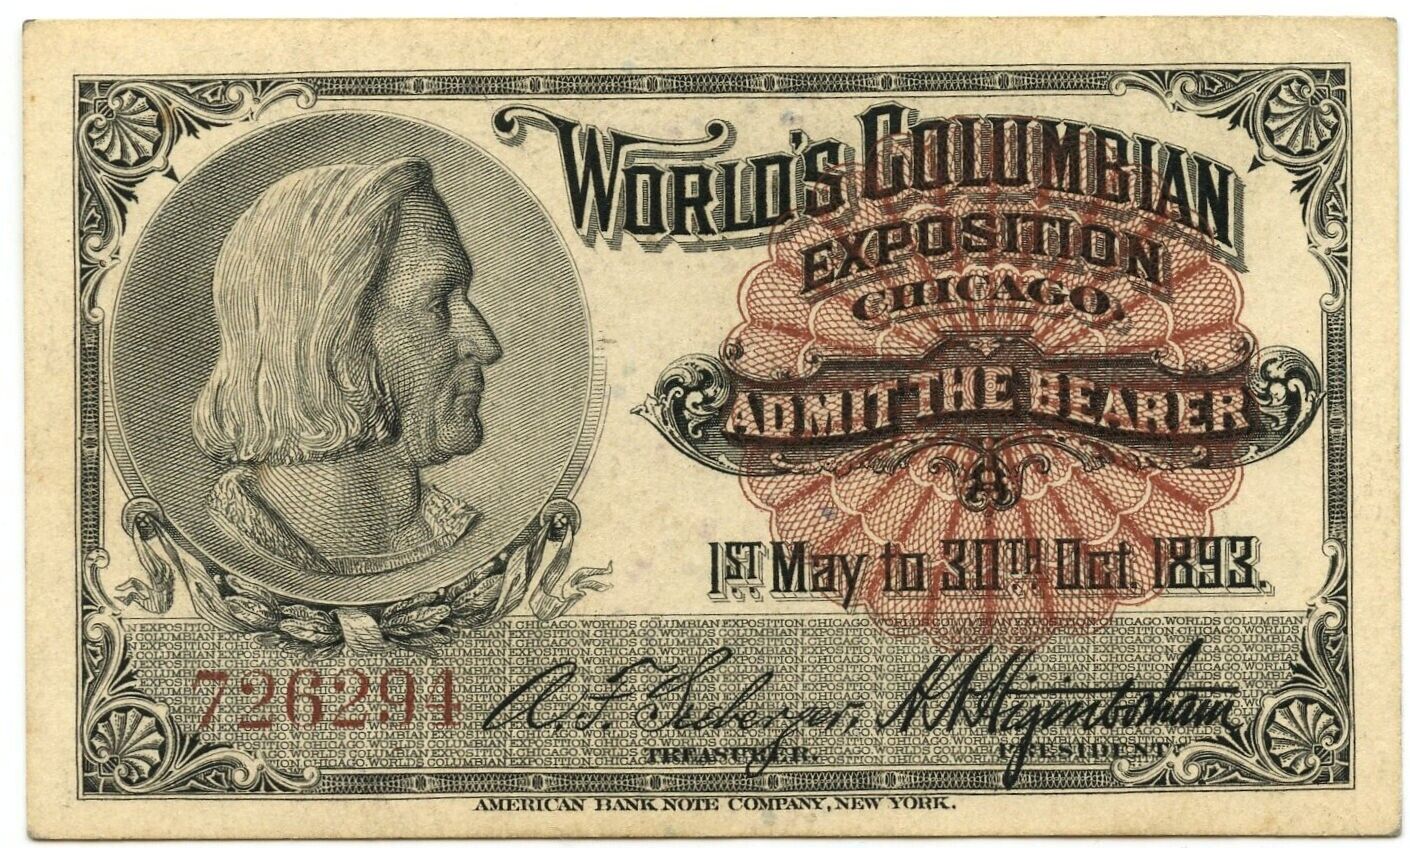 WORLD'S COLUMBIAN
EXPOSITION
CHICAGO,
ADMIT THE BEARER
A
1ST. May to 30TH Oct. 1893.
726294
A. F. Seeberger,
TREASURER.
H N Higinbotham
PRESIDENT.
AMERICAN BANK NOTE COMPANY, NEW YORK.